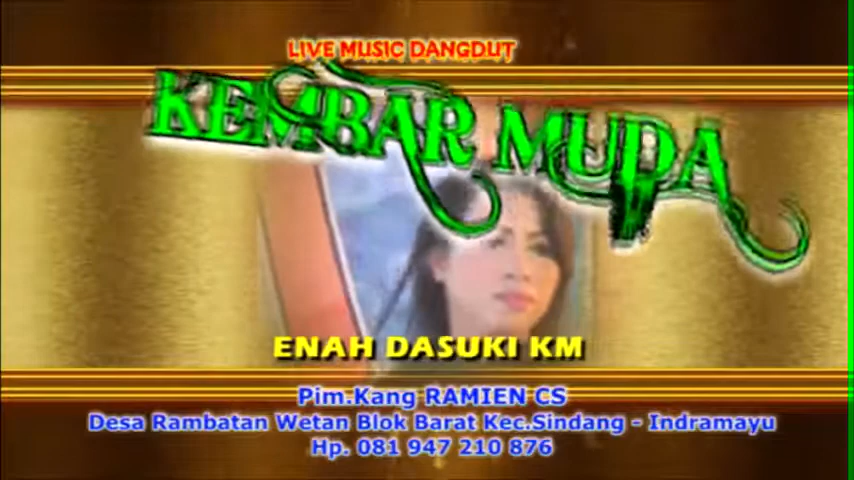 LIVE MUSIC DANGDUT
KEMBAR MUDA
ENAH DASUKI KM
Pim.Kang RAMIEN CS
Desa Rambatan Wetan Blok Barat Kec.Sindang - Indramayu
Hp. 081 947 210 876